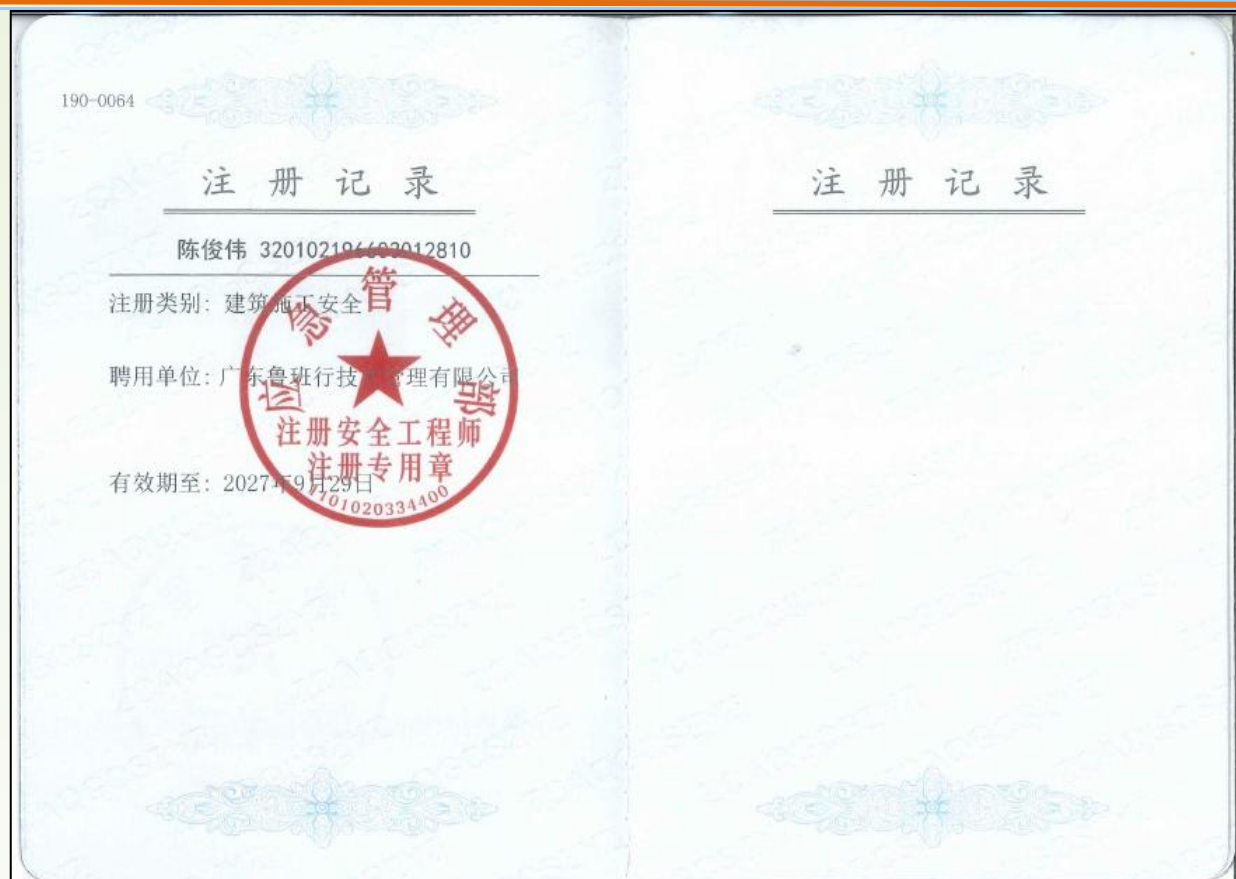 190-0064
注册记录
陈俊伟 320102196603012810
注册类别: 建筑施工安全
聘用单位: 广东鲁班行技术管理有限公司
有效期至: 2027年9月29日
应急管理部
注册安全工程师
注册专用章
1101020334400
注册记录